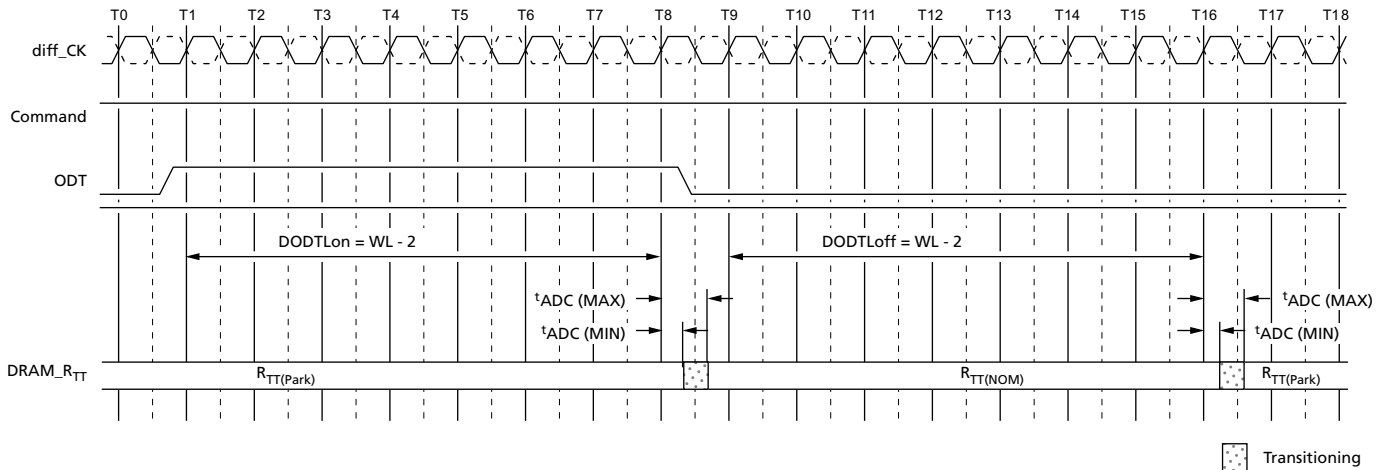 T0 T1 T2 T3 T4 T5 T6 T7 T8 T9 T10 T11 T12 T13 T14 T15 T16 T17 T18
diff_CK
Command
ODT
DODTLon = WL - 2 DODTLoff = WL - 2
tADC (MAX) tADC (MAX)
tADC (MIN) tADC (MIN)
DRAM_RTT RTT(Park) RTT(NOM) RTT(Park)
Transitioning